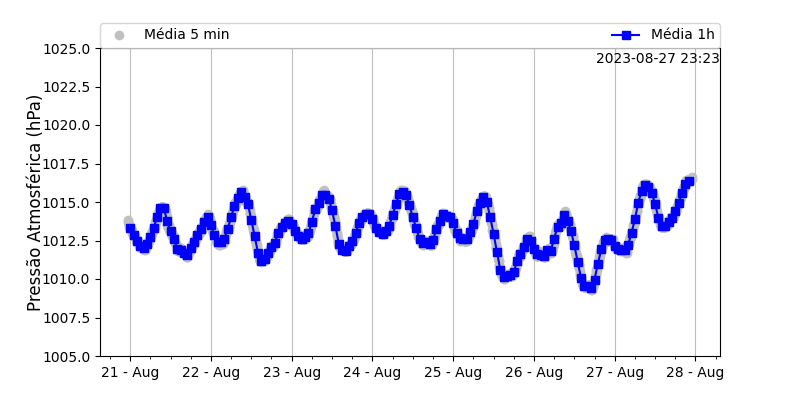 Média 5 min
Média 1h
2023-08-27 23:23
Pressão Atmosférica (hPa)
1025.0
1022.5
1020.0
1017.5
1015.0
1012.5
1010.0
1007.5
1005.0
21 - Aug 22 - Aug 23 - Aug 24 - Aug 25 - Aug 26 - Aug 27 - Aug 28 - Aug